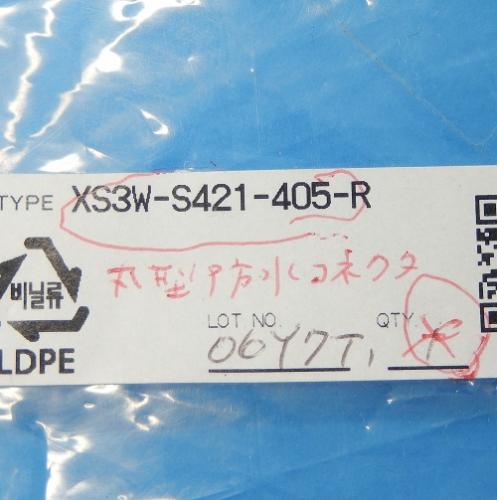 TYPE XS3W-S421-405-R
丸型防水コネクタ
비닐류
LOT NO. QTY.
06Y7T, 1
LDPE